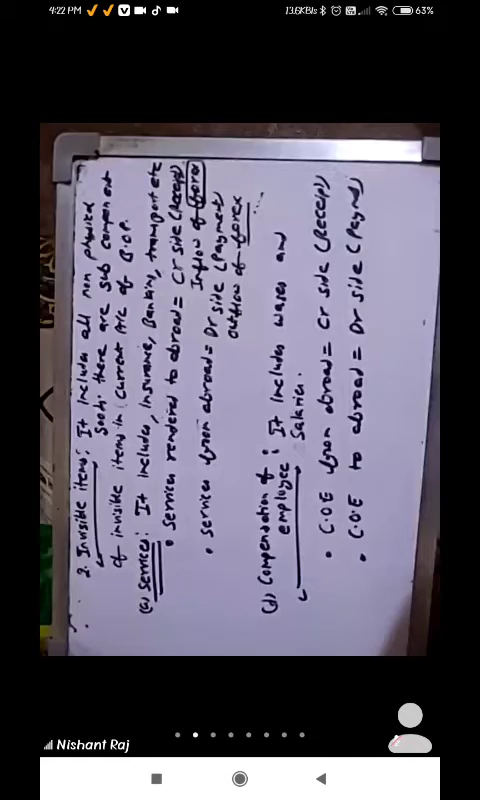 4:22 PM
13.6KB/s
63%
2. Invisible items: It includes all non physical
Goods. there are sub component
of invisible items in Current A/c of B.O.P.
(a) Services: It includes, Insurance, Banking, transport etc
• Services rendered to abroad = Cr side (Receipt)
Inflow of forex
• services from abroad = Dr side (Payment)
outflow of forex
(d) Compensation of : It includes wages and
employee Salaries.
• C.O.E from abroad = Cr side (Receipt)
• C.O.E to abroad = Dr side (Paymt)
Nishant Raj